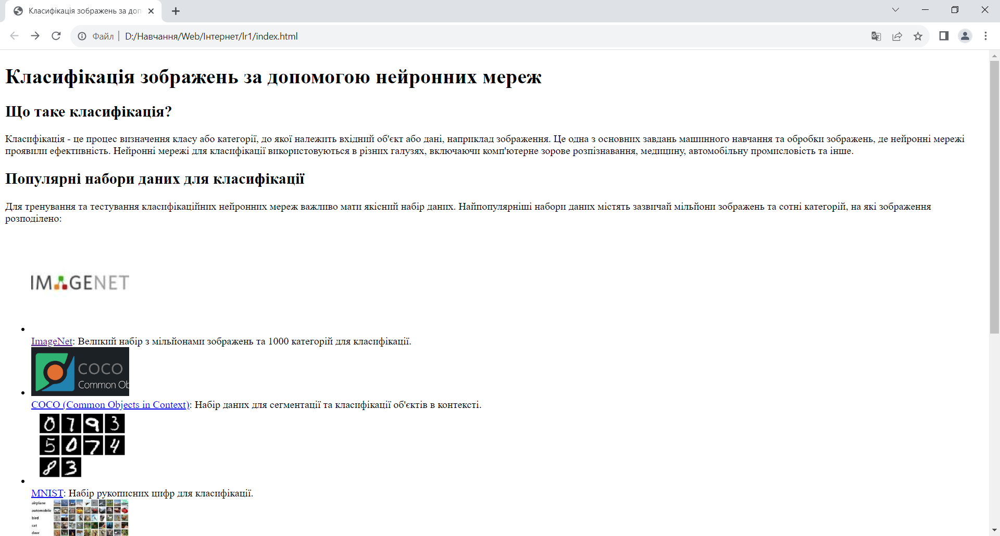 Класифікація зображень за доп
Файл | D:/Навчання/Web/Інтернет/lr1/index.html
Класифікація зображень за допомогою нейронних мереж
Що таке класифікація?
Класифікація - це процес визначення класу або категорії, до якої належить вхідний об'єкт або дані, наприклад зображення. Це одна з основних завдань машинного навчання та обробки зображень, де нейронні мережі
проявили ефективність. Нейронні мережі для класифікації використовуються в різних галузях, включаючи комп'ютерне зорове розпізнавання, медицину, автомобільну промисловість та інше.
Популярні набори даних для класифікації
Для тренування та тестування класифікаційних нейронних мереж важливо мати якісний набір даних. Найпопулярніші набори даних містять зазвичай мільйони зображень та сотні категорій, на які зображення
розподілено:
IMAGENET
ImageNet: Великий набір з мільйонами зображень та 1000 категорій для класифікації.
COCO
Common Ob
COCO (Common Objects in Context): Набір даних для сегментації та класифікації об'єктів в контексті.
0 7 9 3
5 0 7 4
8 3
MNIST: Набір рукописних цифр для класифікації.
airplane
automobile
bird
cat
deer